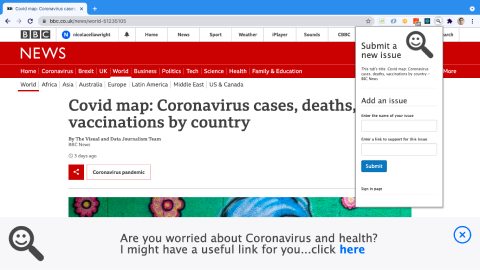 Covid map: Coronavirus cases, deaths
bbc.co.uk/news/world-51235105
BBC
nicolascellawright
Home
News
Sport
Weather
iPlayer
Sounds
CBBC
NEWS
Home Coronavirus Brexit UK World Business Politics Tech Science Health Family & Education
More
World Africa Asia Australia Europe Latin America Middle East US & Canada
Covid map: Coronavirus cases, deaths,
vaccinations by country
By The Visual and Data Journalism Team
BBC News
5 days ago
Coronavirus pandemic
Submit a
new issue
This tab's title: Covid map: Coronavirus
cases, deaths, vaccinations by country -
BBC News
Add an issue
Enter the name of your issue
Enter a link to support for this issue
Submit
Sign in page
Are you worried about Coronavirus and health?
I might have a useful link for you...click here